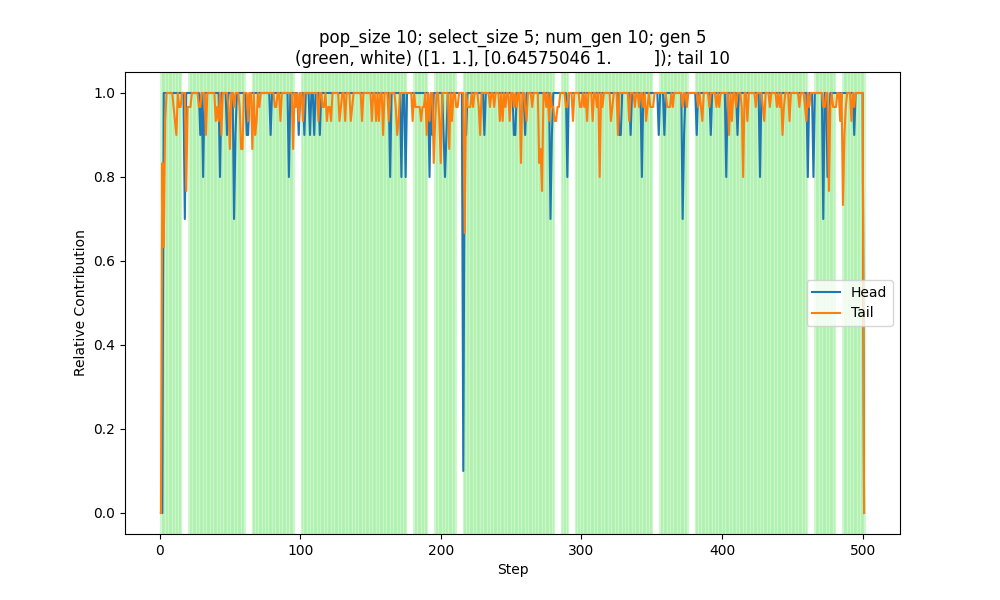 pop_size 10; select_size 5; num_gen 10; gen 5
(green, white) ([1. 1.], [0.64575046 1.         ]); tail 10
1.0
0.8
0.6
0.4
0.2
0.0
Relative Contribution
Head
Tail
0 100 200 300 400 500
Step